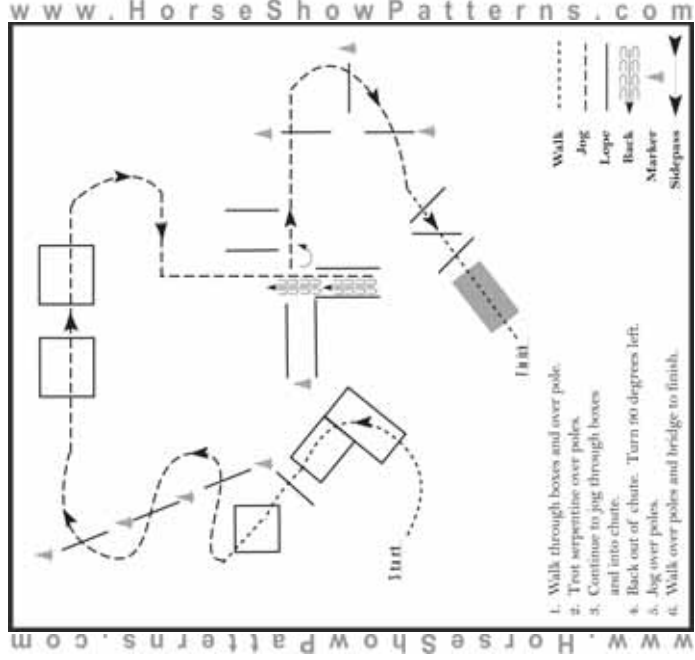 www.HorseShowPatterns.com
Walk
Jog
Lope
Back
Marker
Sidepass
Start
1. Walk through boxes and over pole.
2. Trot serpentine over poles.
3. Continue to jog through boxes
and into chute.
4. Back out of chute. Turn 90 degrees left.
5. Jog over poles.
6. Walk over poles and bridge to finish.
www.HorseShowPatterns.com